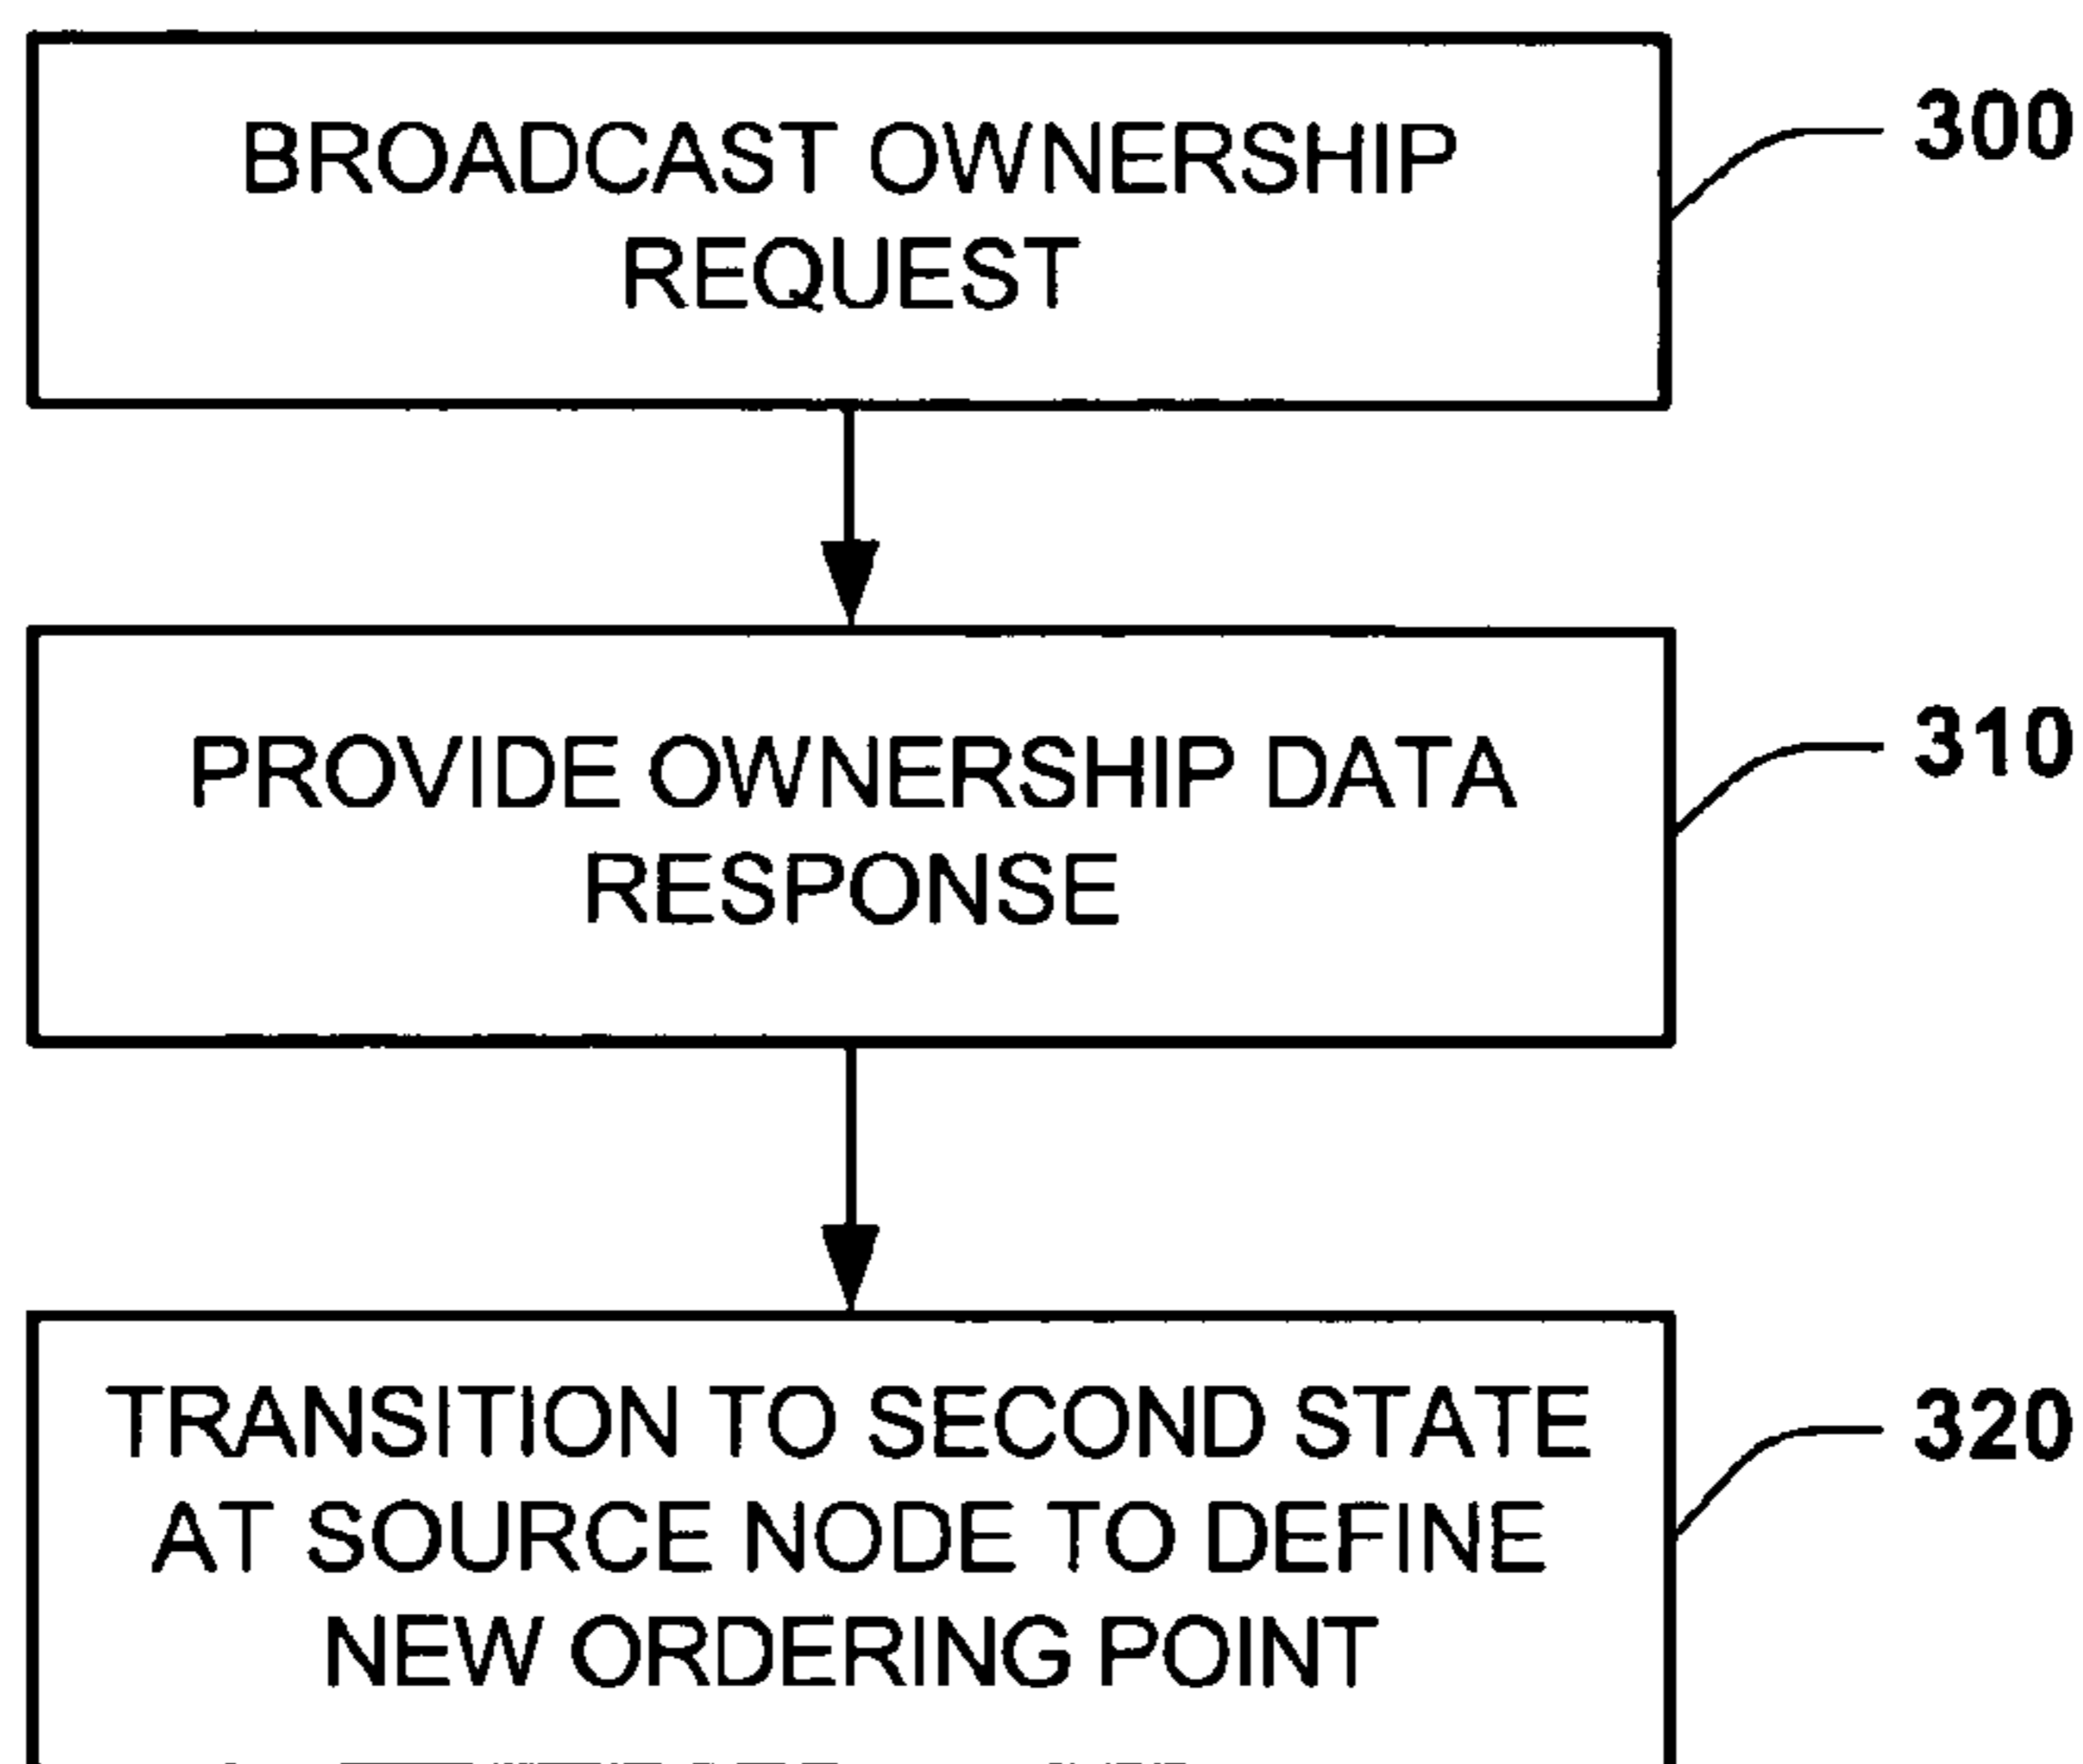 BROADCAST OWNERSHIP
REQUEST
300
PROVIDE OWNERSHIP DATA
RESPONSE
310
TRANSITION TO SECOND STATE
AT SOURCE NODE TO DEFINE
NEW ORDERING POINT
320